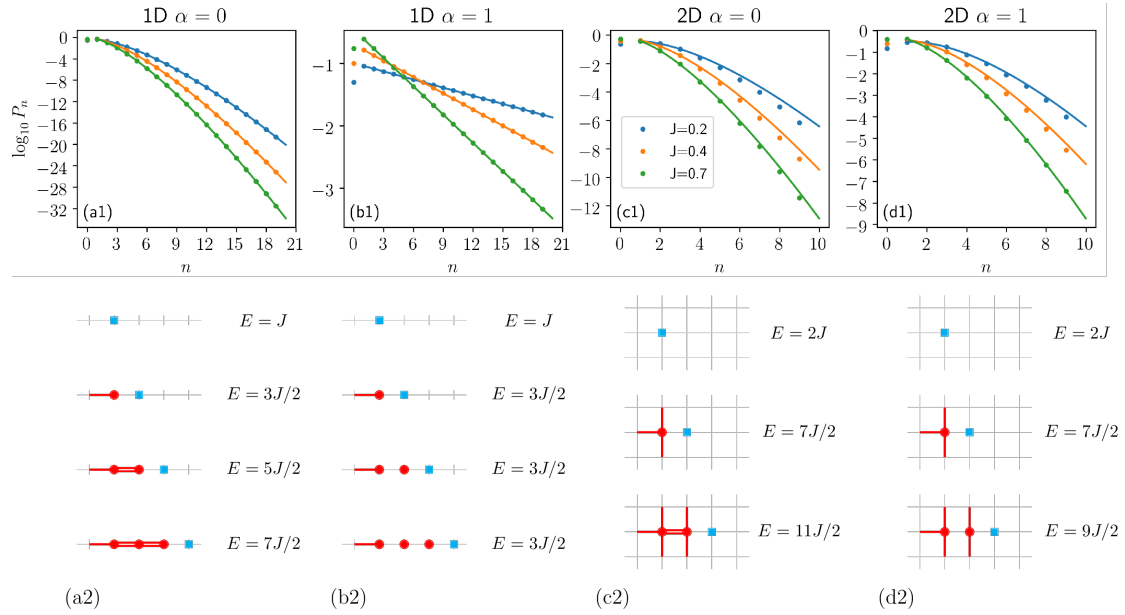 1D α = 0
1D α = 1
2D α = 0
2D α = 1
log₁₀ Pₙ
0
−4
−8
−12
−16
−20
−24
−28
−32
(a1)
0 3 6 9 12 15 18 21
n
−1
−2
−3
(b1)
0 3 6 9 12 15 18 21
n
0
−2
−4
−6
−8
−10
−12
J=0.2
J=0.4
J=0.7
(c1)
0 2 4 6 8 10
n
0
−1
−2
−3
−4
−5
−6
−7
−8
−9
(d1)
0 2 4 6 8 10
n
E = J
E = 3J/2
E = 5J/2
E = 7J/2
(a2)
E = J
E = 3J/2
E = 3J/2
E = 3J/2
(b2)
E = 2J
E = 7J/2
E = 11J/2
(c2)
E = 2J
E = 7J/2
E = 9J/2
(d2)